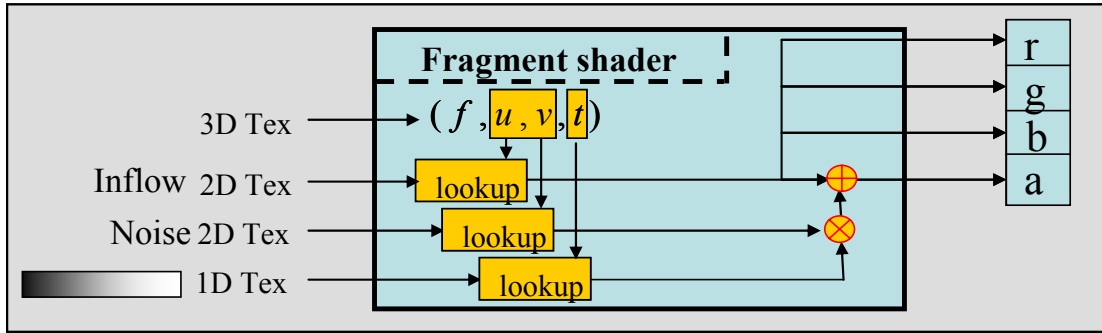 Fragment shader
r
3D Tex
(f, u, v, t)
g
b
Inflow 2D Tex
lookup
a
Noise 2D Tex
lookup
1D Tex
lookup